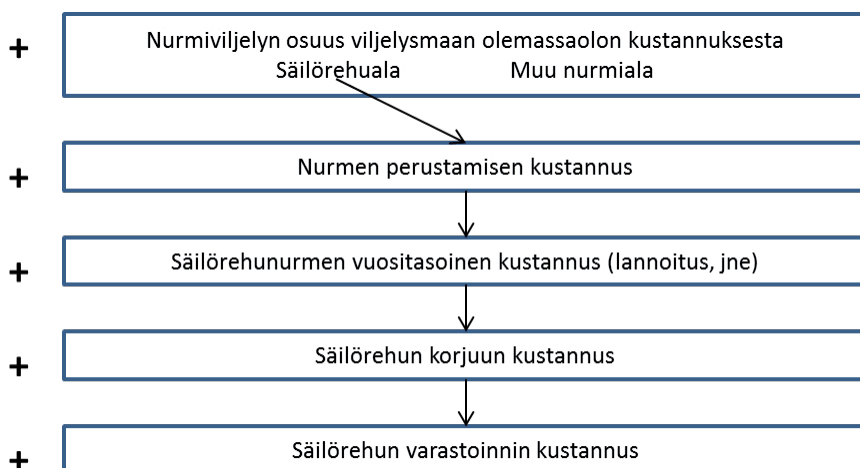 + Nurmiviljelyn osuus viljelysmaan olemassaolon kustannuksesta
Säilörehuala Muu nurmiala
+ Nurmen perustamisen kustannus
+ Säilörehunurmen vuositasoinen kustannus (lannoitus, jne)
+ Säilörehun korjuun kustannus
+ Säilörehun varastoinnin kustannus